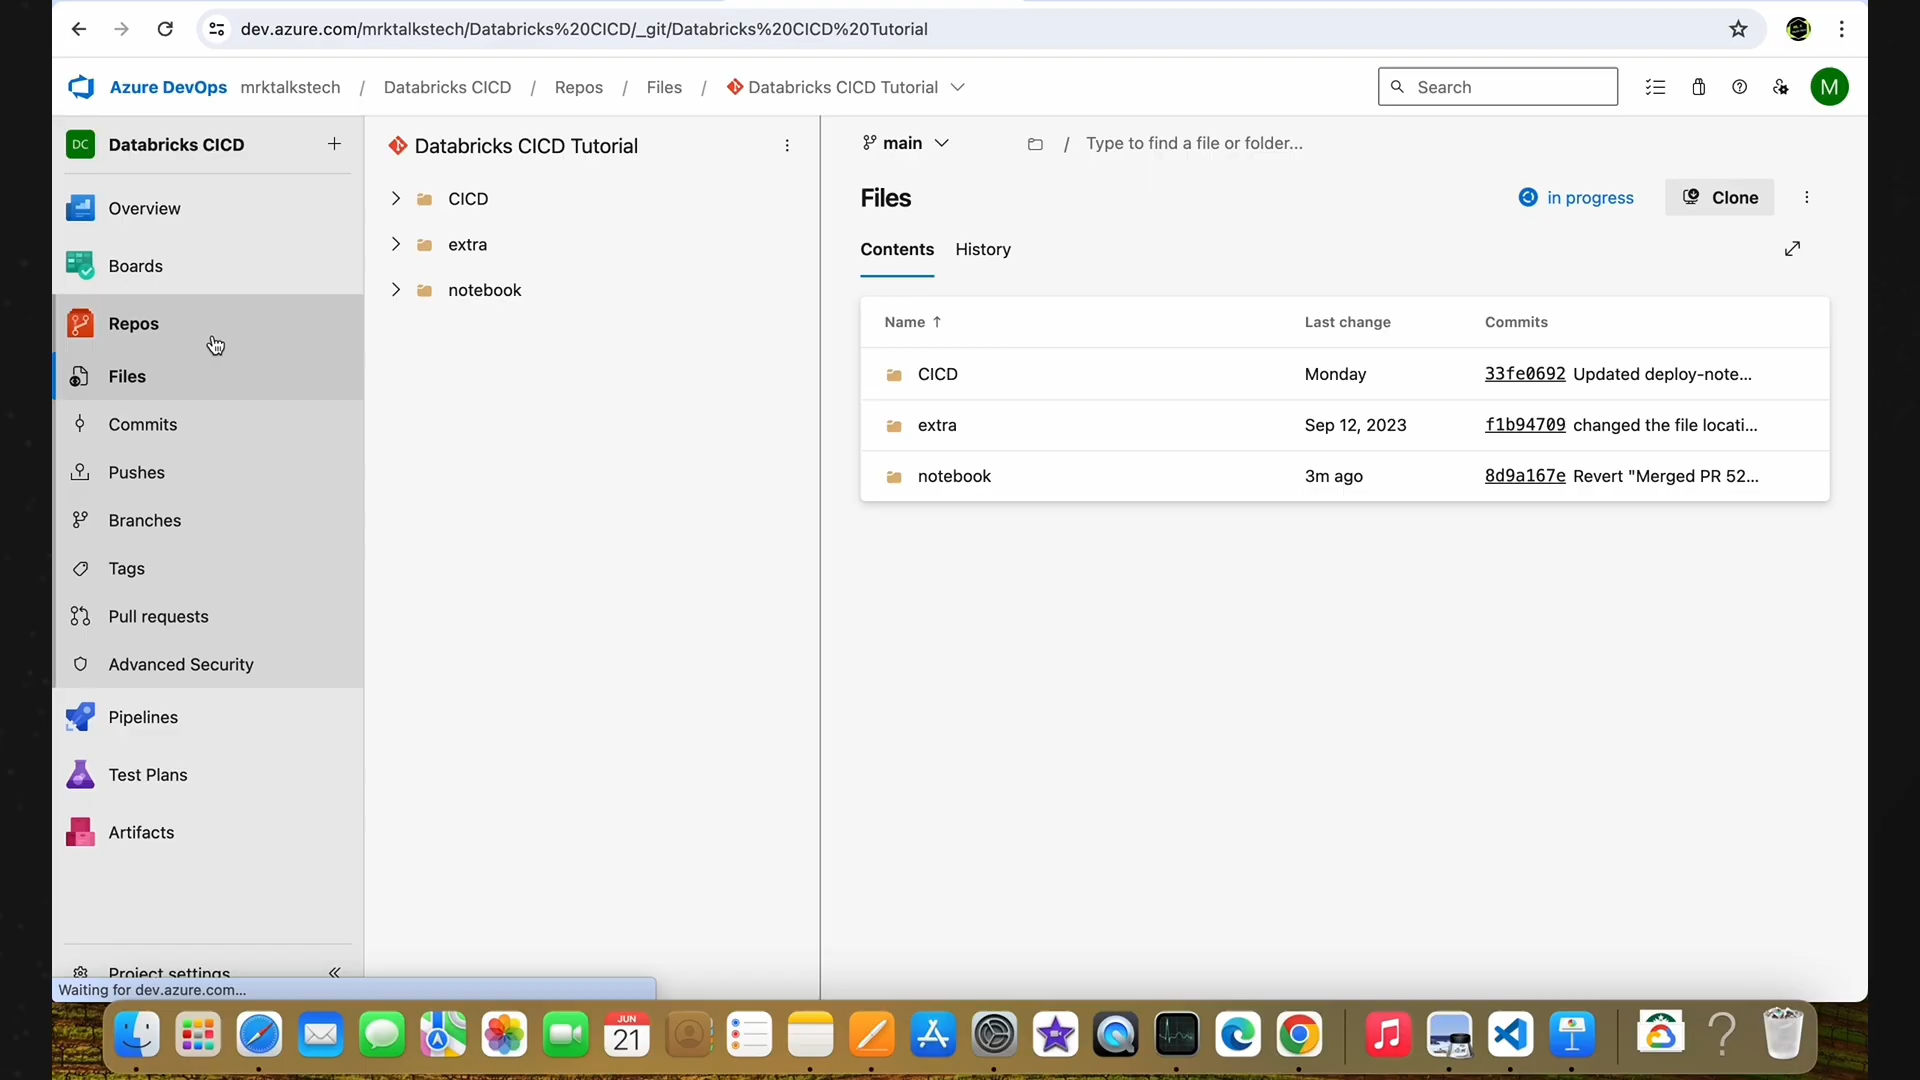 dev.azure.com/mrktalkstech/Databricks%20CICD/_git/Databricks%20CICD%20Tutorial
Azure DevOps mrktalkstech / Databricks CICD / Repos / Files / Databricks CICD Tutorial
Search
M
DC Databricks CICD +
Overview
Boards
Repos
Files
Commits
Pushes
Branches
Tags
Pull requests
Advanced Security
Pipelines
Test Plans
Artifacts
Project settings
Waiting for dev.azure.com...
Databricks CICD Tutorial
CICD
extra
notebook
main
/ Type to find a file or folder...
Files
in progress
Clone
Contents History
Name ↑ Last change Commits
CICD Monday 33fe0692 Updated deploy-note...
extra Sep 12, 2023 f1b94709 changed the file locati...
notebook 3m ago 8d9a167e Revert "Merged PR 52...
JUN
21